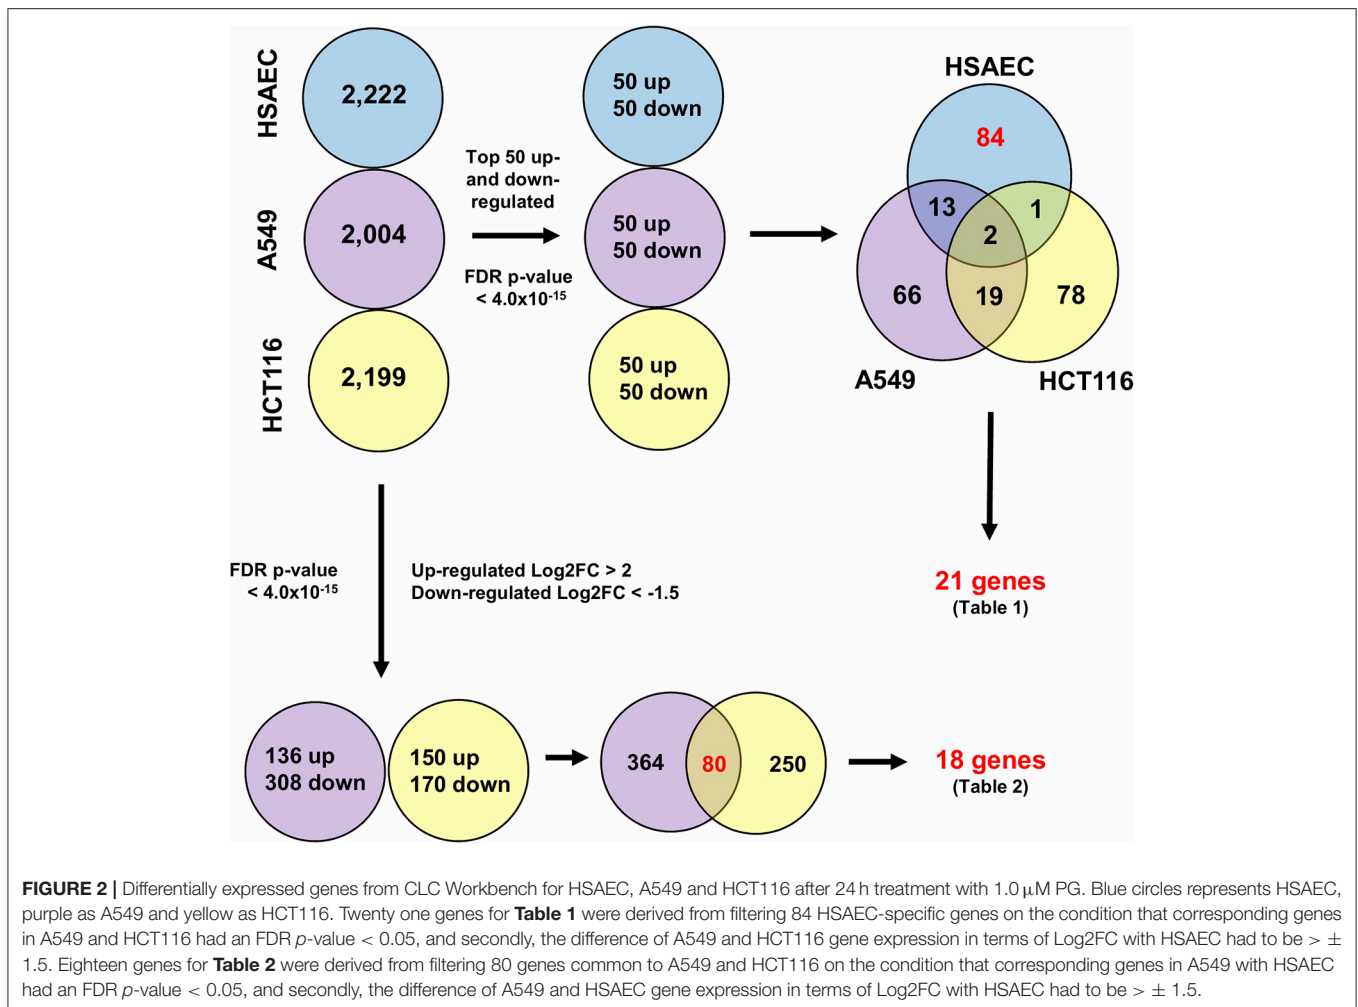 HSAEC
2,222
A549
2,004
HCT116
2,199
Top 50 up-
and down-
regulated
FDR p-value
< 4.0x10-15
50 up
50 down
50 up
50 down
50 up
50 down
HSAEC
84
13
1
2
66
19
78
A549
HCT116
21 genes
(Table 1)
FDR p-value
< 4.0x10-15
Up-regulated Log2FC > 2
Down-regulated Log2FC < -1.5
136 up
308 down
150 up
170 down
364
80
250
18 genes
(Table 2)
FIGURE 2 | Differentially expressed genes from CLC Workbench for HSAEC, A549 and HCT116 after 24 h treatment with 1.0 μM PG. Blue circles represents HSAEC,
purple as A549 and yellow as HCT116. Twenty one genes for Table 1 were derived from filtering 84 HSAEC-specific genes on the condition that corresponding genes
in A549 and HCT116 had an FDR p-value < 0.05, and secondly, the difference of A549 and HCT116 gene expression in terms of Log2FC with HSAEC had to be > ±
1.5. Eighteen genes for Table 2 were derived from filtering 80 genes common to A549 and HCT116 on the condition that corresponding genes in A549 with HSAEC
had an FDR p-value < 0.05, and secondly, the difference of A549 and HSAEC gene expression in terms of Log2FC with HSAEC had to be > ± 1.5.